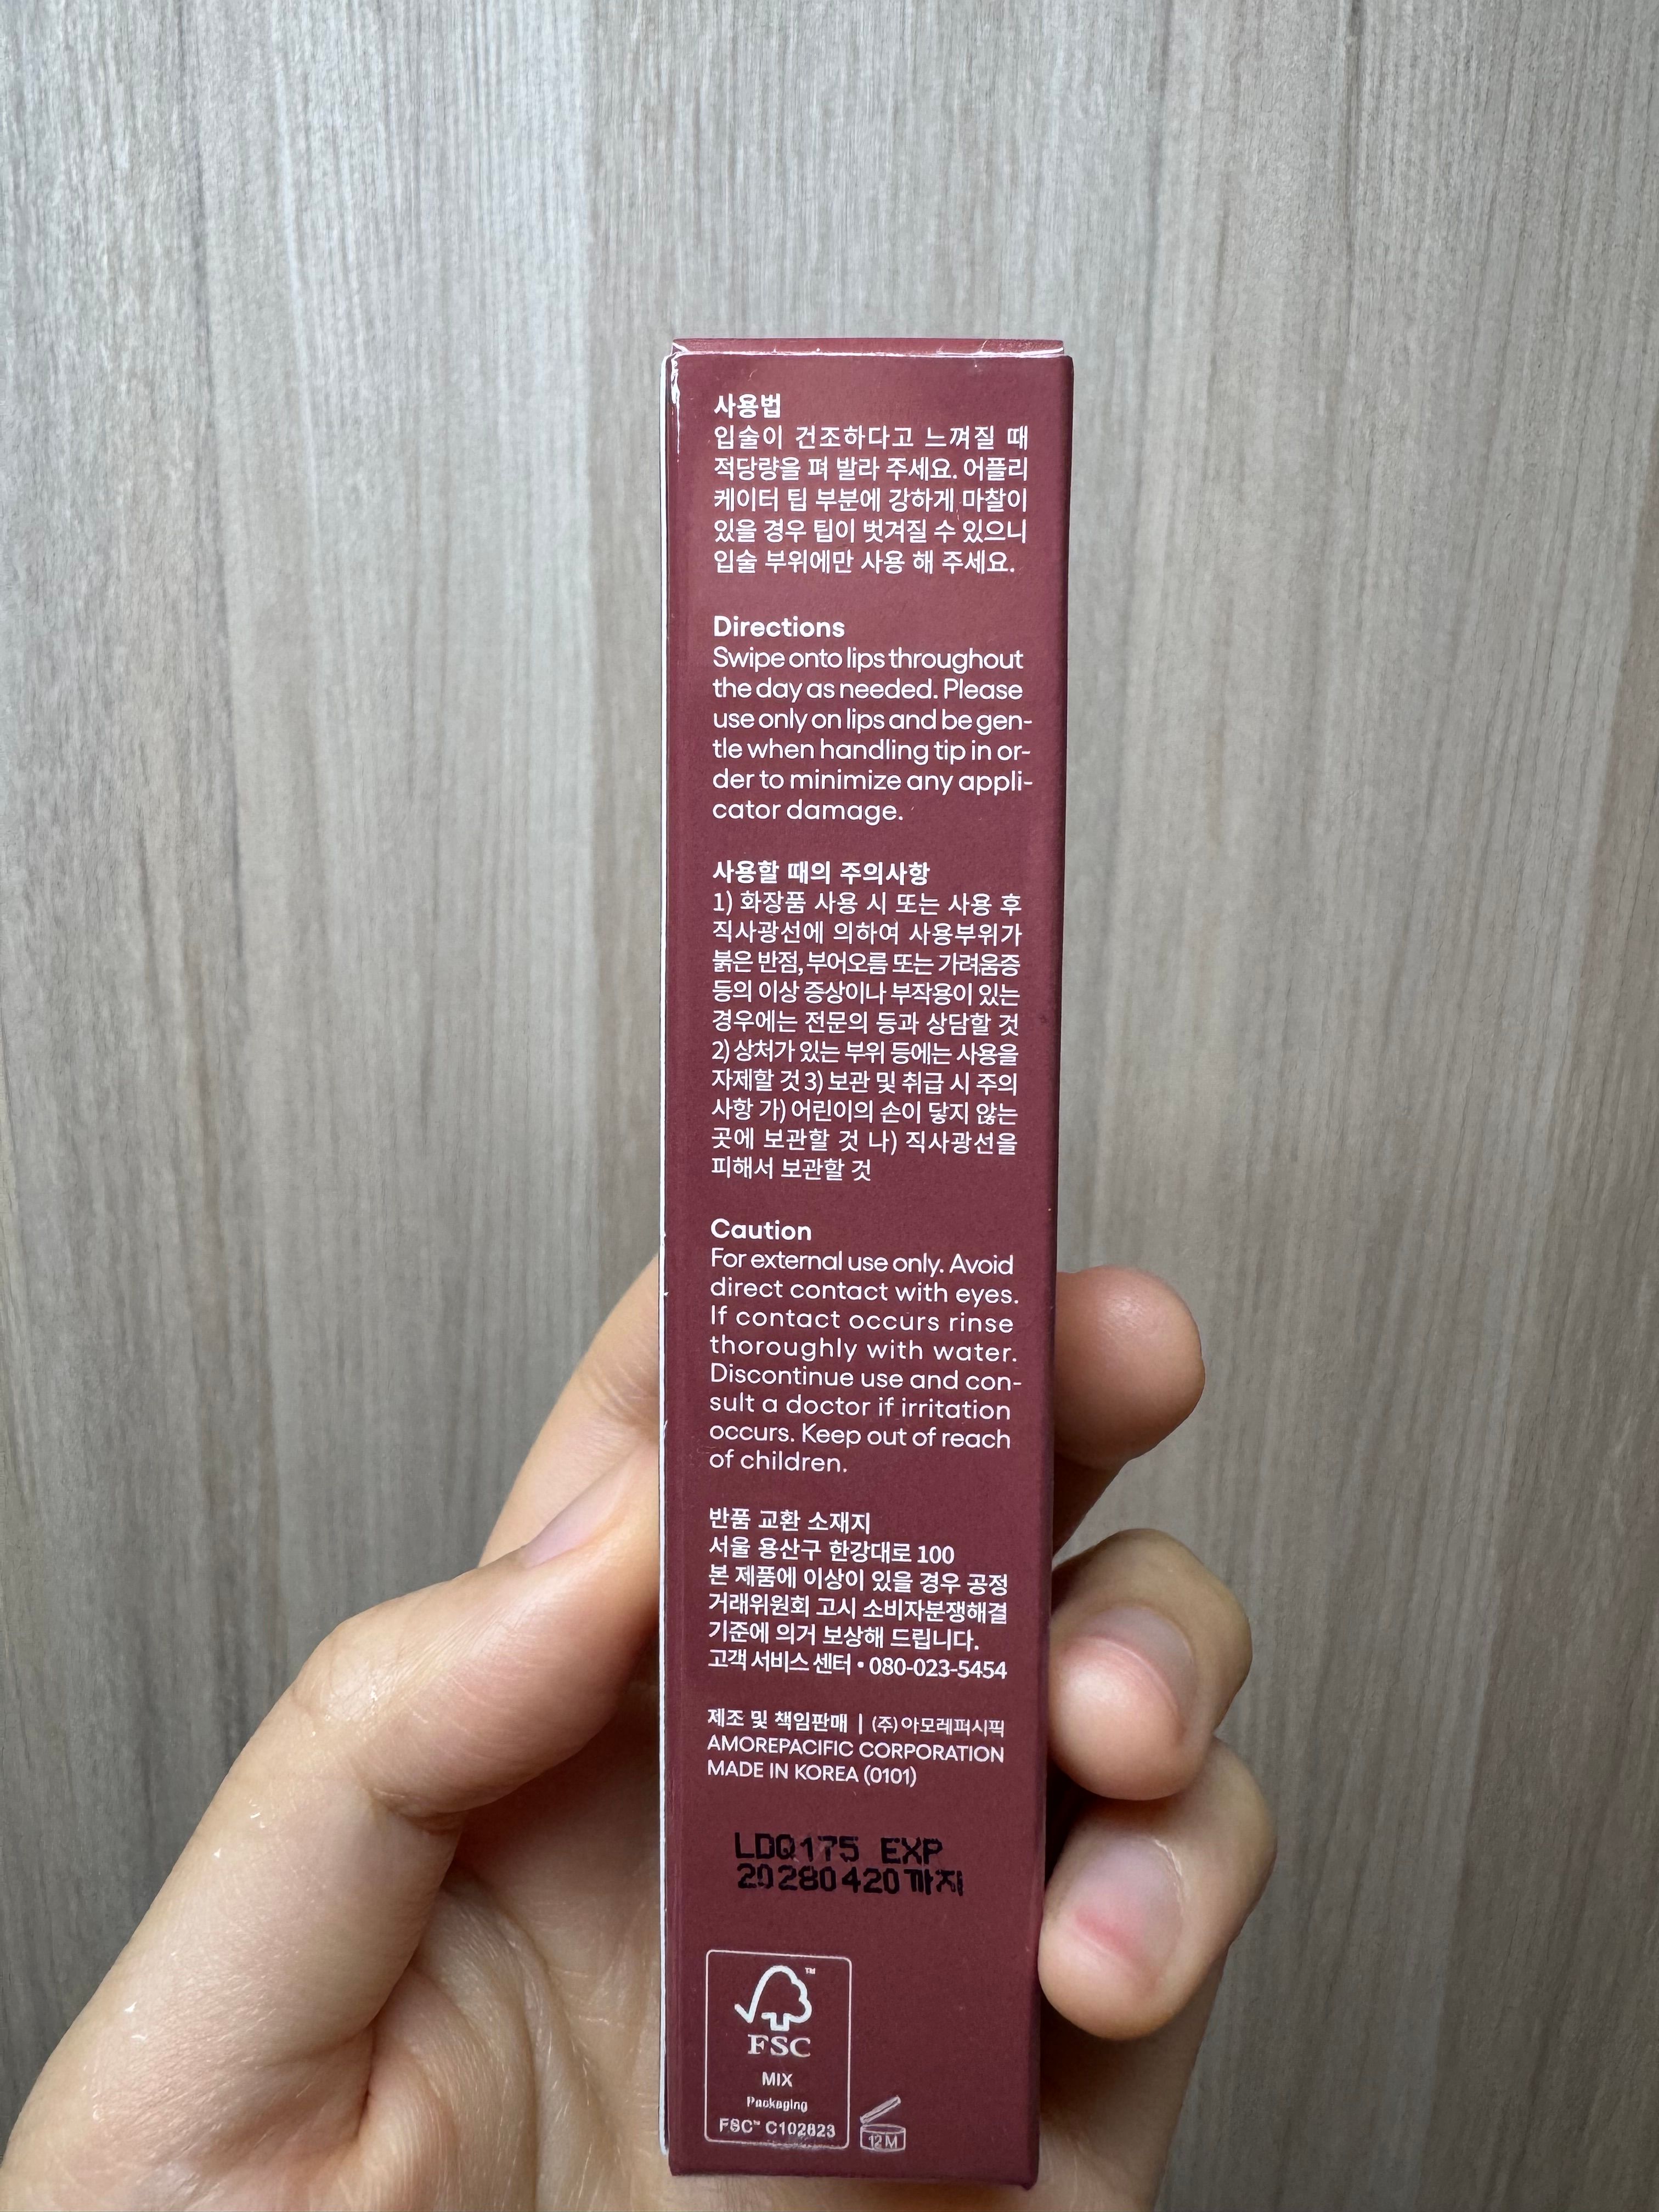 사용법
입술이 건조하다고 느껴질 때
적당량을 펴 발라 주세요. 어플리
케이터 팁 부분에 강하게 마찰이
있을 경우 팁이 벗겨질 수 있으니
입술 부위에만 사용 해 주세요.
Directions
Swipe onto lips throughout
the day as needed. Please
use only on lips and be gen-
tle when handling tip in or-
der to minimize any appli-
cator damage.
사용할 때의 주의사항
1) 화장품 사용 시 또는 사용 후
직사광선에 의하여 사용부위가
붉은 반점, 부어오름 또는 가려움증
등의 이상 증상이나 부작용이 있는
경우에는 전문의 등과 상담할 것
2) 상처가 있는 부위 등에는 사용을
자제할 것 3) 보관 및 취급 시 주의
사항 가) 어린이의 손이 닿지 않는
곳에 보관할 것 나) 직사광선을
피해서 보관할 것
Caution
For external use only. Avoid
direct contact with eyes.
If contact occurs rinse
thoroughly with water.
Discontinue use and con-
sult a doctor if irritation
occurs. Keep out of reach
of children.
반품 교환 소재지
서울 용산구 한강대로 100
본 제품에 이상이 있을 경우 공정
거래위원회 고시 소비자분쟁해결
기준에 의거 보상해 드립니다.
고객 서비스 센터 • 080-023-5454
제조 및 책임판매 | (주)아모레퍼시픽
AMOREPACIFIC CORPORATION
MADE IN KOREA (0101)
LDQ175 EXP
20280420까지
FSC™
MIX
Packaging
FSC™ C102823
12M